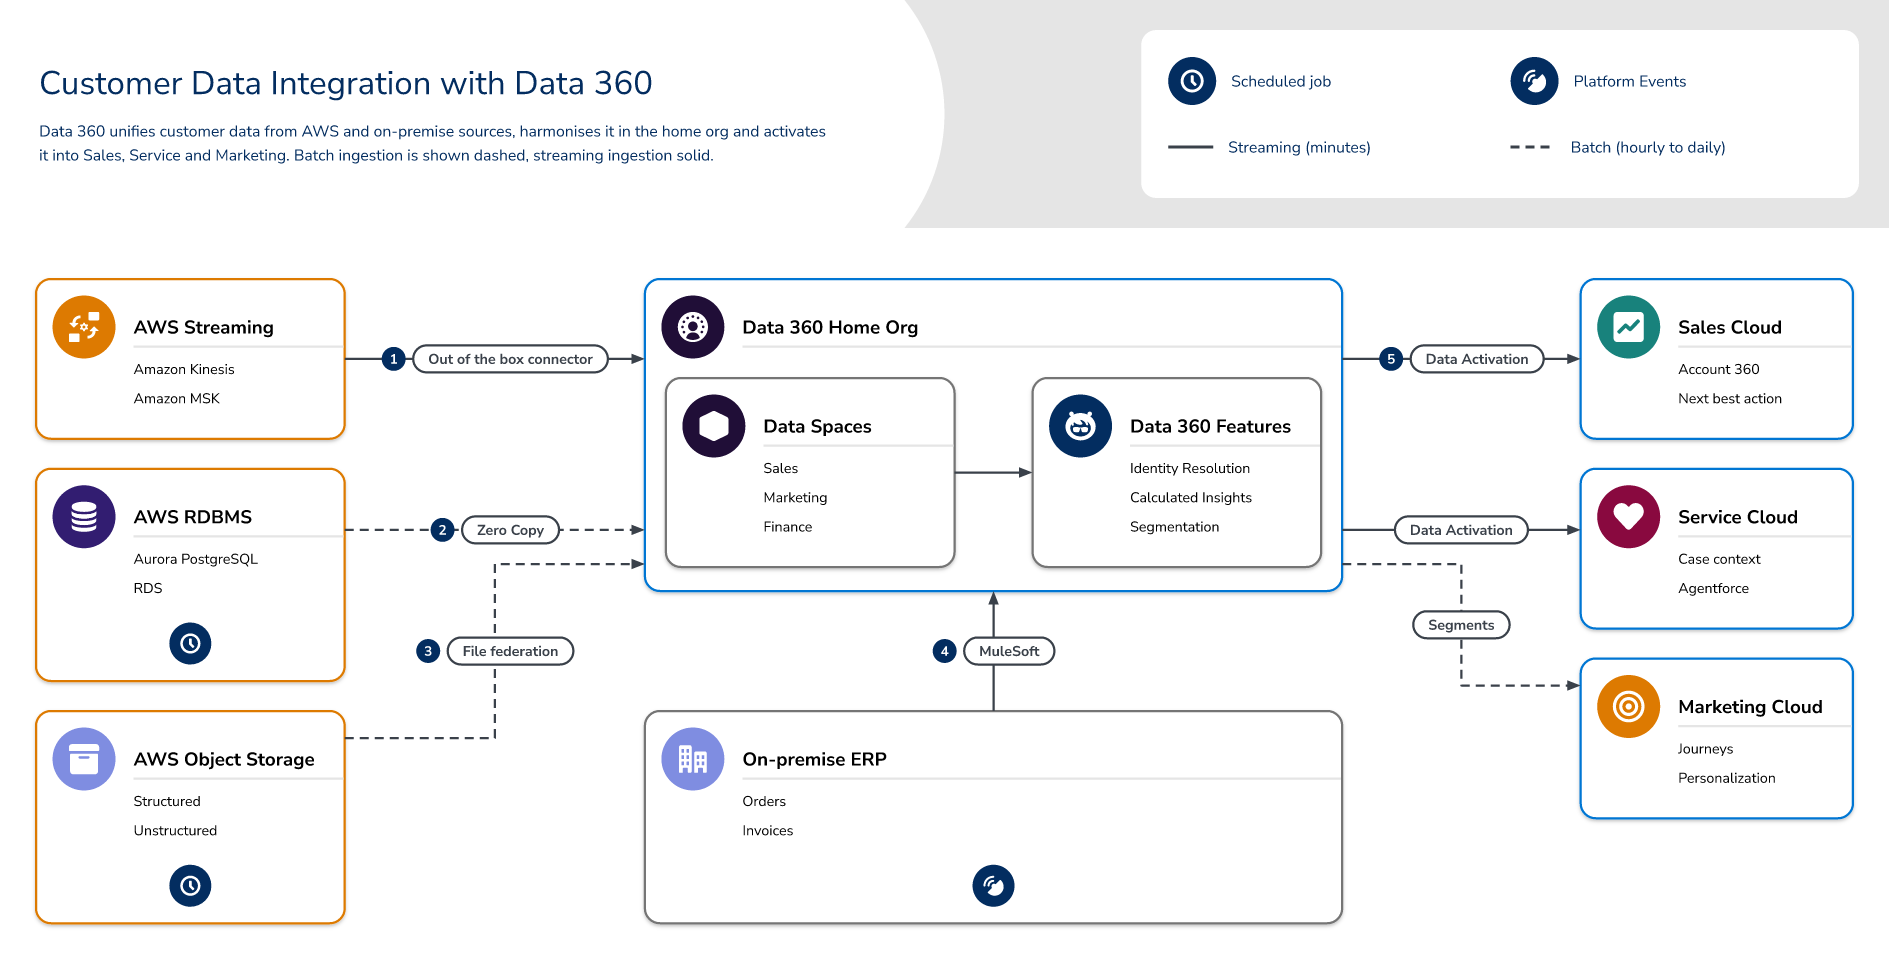 Customer Data Integration with Data 360
Data 360 unifies customer data from AWS and on-premise sources, harmonises it in the home org and activates
it into Sales, Service and Marketing. Batch ingestion is shown dashed, streaming ingestion solid.
Scheduled job
Platform Events
Streaming (minutes)
Batch (hourly to daily)
AWS Streaming
Amazon Kinesis
Amazon MSK
1
Out of the box connector
AWS RDBMS
Aurora PostgreSQL
RDS
2
Zero Copy
AWS Object Storage
Structured
Unstructured
3
File federation
Data 360 Home Org
Data Spaces
Sales
Marketing
Finance
Data 360 Features
Identity Resolution
Calculated Insights
Segmentation
4
MuleSoft
On-premise ERP
Orders
Invoices
5
Data Activation
Data Activation
Segments
Sales Cloud
Account 360
Next best action
Service Cloud
Case context
Agentforce
Marketing Cloud
Journeys
Personalization